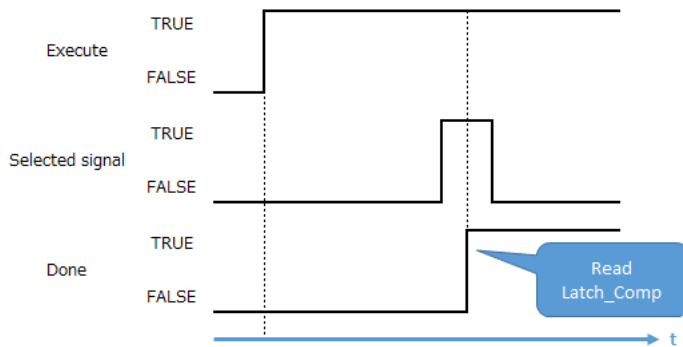 TRUE
Execute
FALSE
TRUE
Selected signal
FALSE
TRUE
Done
FALSE
Read
Latch_Comp
t